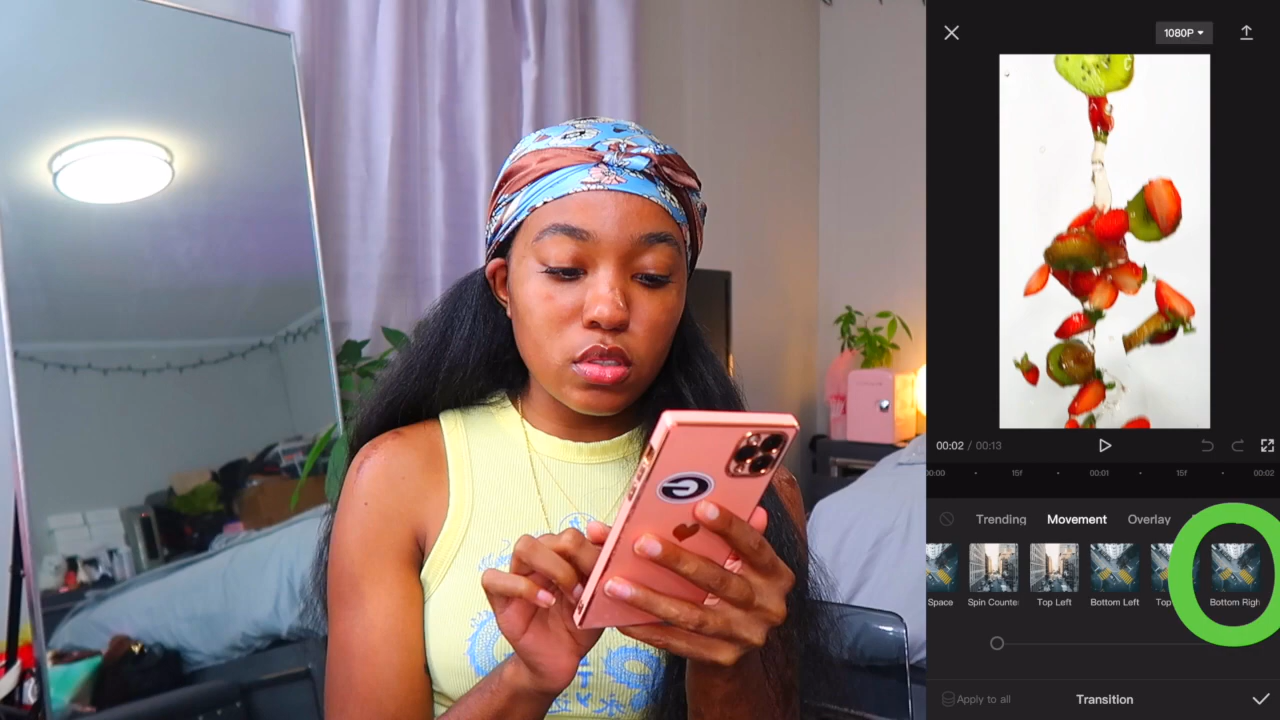 1080P
00:02 / 00:13
00:00
15f
00:01
15f
00:02
Trending
Movement
Overlay
Space
Spin Counte
Top Left
Bottom Left
Top
Bottom Righ
Apply to all
Transition
G